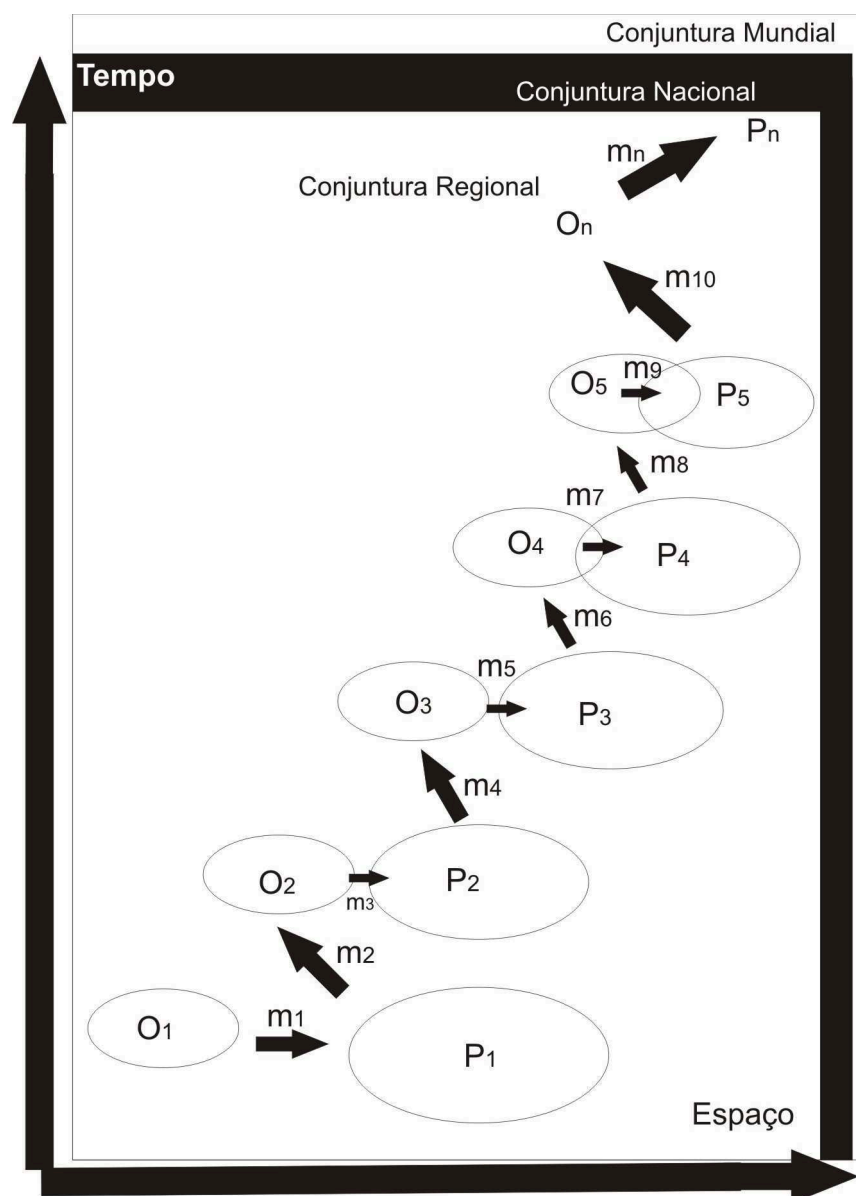 Conjuntura Mundial
Tempo
Conjuntura Nacional
Pn
mn
Conjuntura Regional
On
m10
O5 m9 P5
m8
m7
O4 P4
m6
m5
O3 P3
m4
O2 P2
m3
m2
m1
O1
P1
Espaço